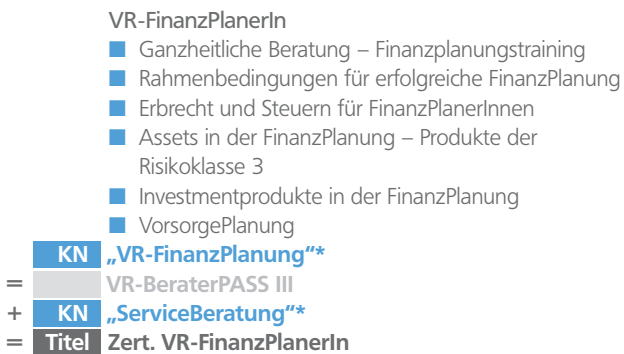 VR-FinanzPlanerIn
■ Ganzheitliche Beratung – Finanzplanungstraining
■ Rahmenbedingungen für erfolgreiche FinanzPlanung
■ Erbrecht und Steuern für FinanzPlanerInnen
■ Assets in der FinanzPlanung – Produkte der
Risikoklasse 3
■ Investmentprodukte in der FinanzPlanung
■ VorsorgePlanung
KN „VR-FinanzPlanung“*
= VR-BeraterPASS III
+ KN „ServiceBeratung“*
= Titel Zert. VR-FinanzPlanerIn